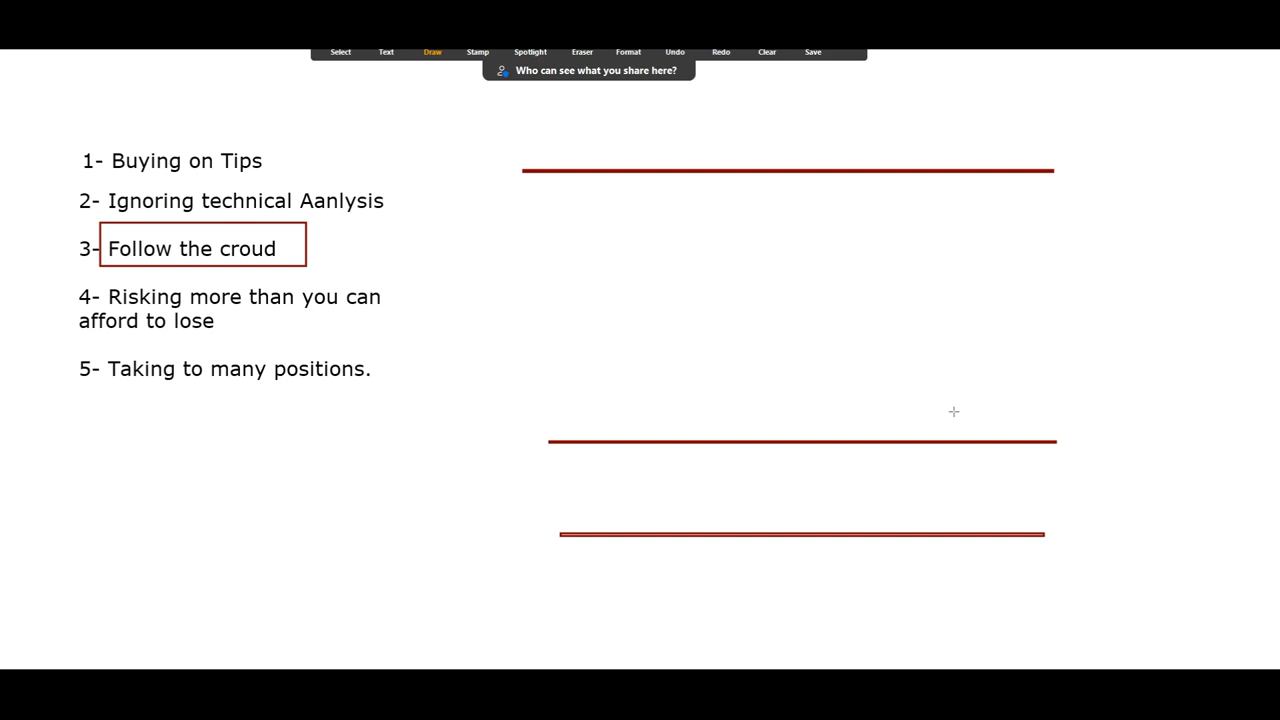 Select Text Draw Stamp Spotlight Eraser Format Undo Redo Clear Save
Who can see what you share here?
1- Buying on Tips
2- Ignoring technical Aanlysis
3- Follow the croud
4- Risking more than you can
afford to lose
5- Taking to many positions.